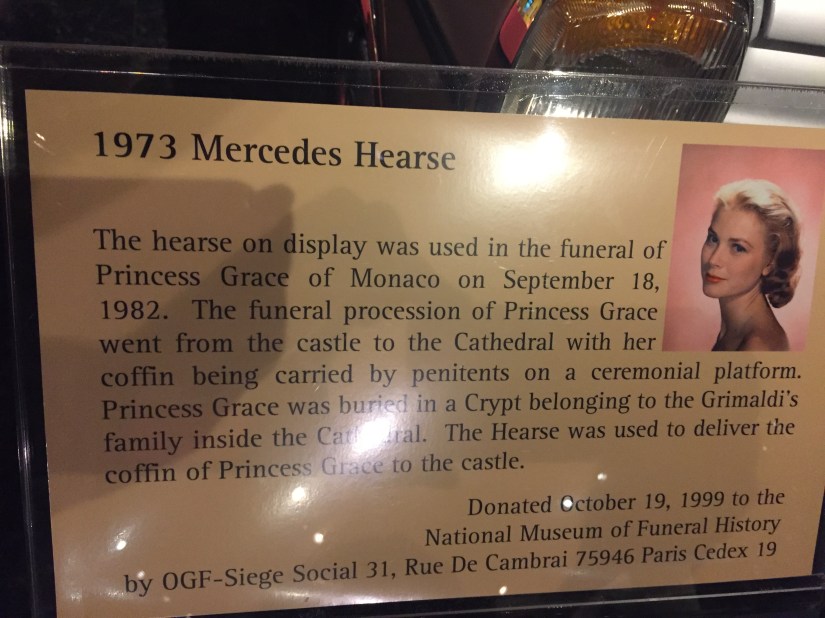 1973 Mercedes Hearse
The hearse on display was used in the funeral of
Princess Grace of Monaco on September 18,
1982. The funeral procession of Princess Grace
went from the castle to the Cathedral with her
coffin being carried by penitents on a ceremonial platform.
Princess Grace was buried in a Crypt belonging to the Grimaldi's
family inside the Cathedral. The Hearse was used to deliver the
coffin of Princess Grace to the castle.
Donated October 19, 1999 to the
National Museum of Funeral History
by OGF-Siege Social 31, Rue De Cambrai 75946 Paris Cedex 19